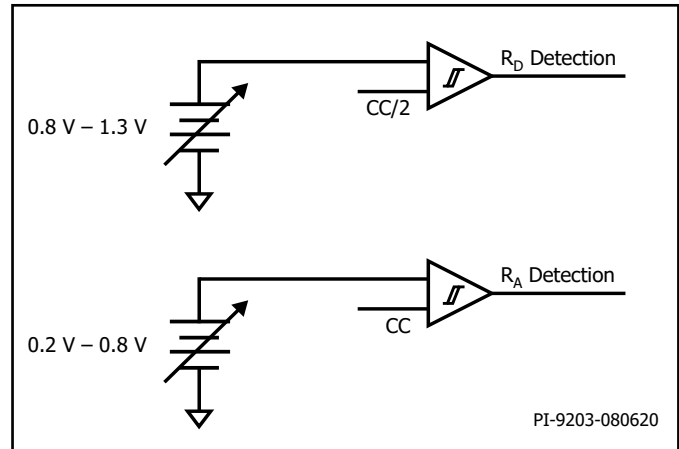 R_D Detection
CC/2
0.8 V – 1.3 V
R_A Detection
CC
0.2 V – 0.8 V
PI-9203-080620